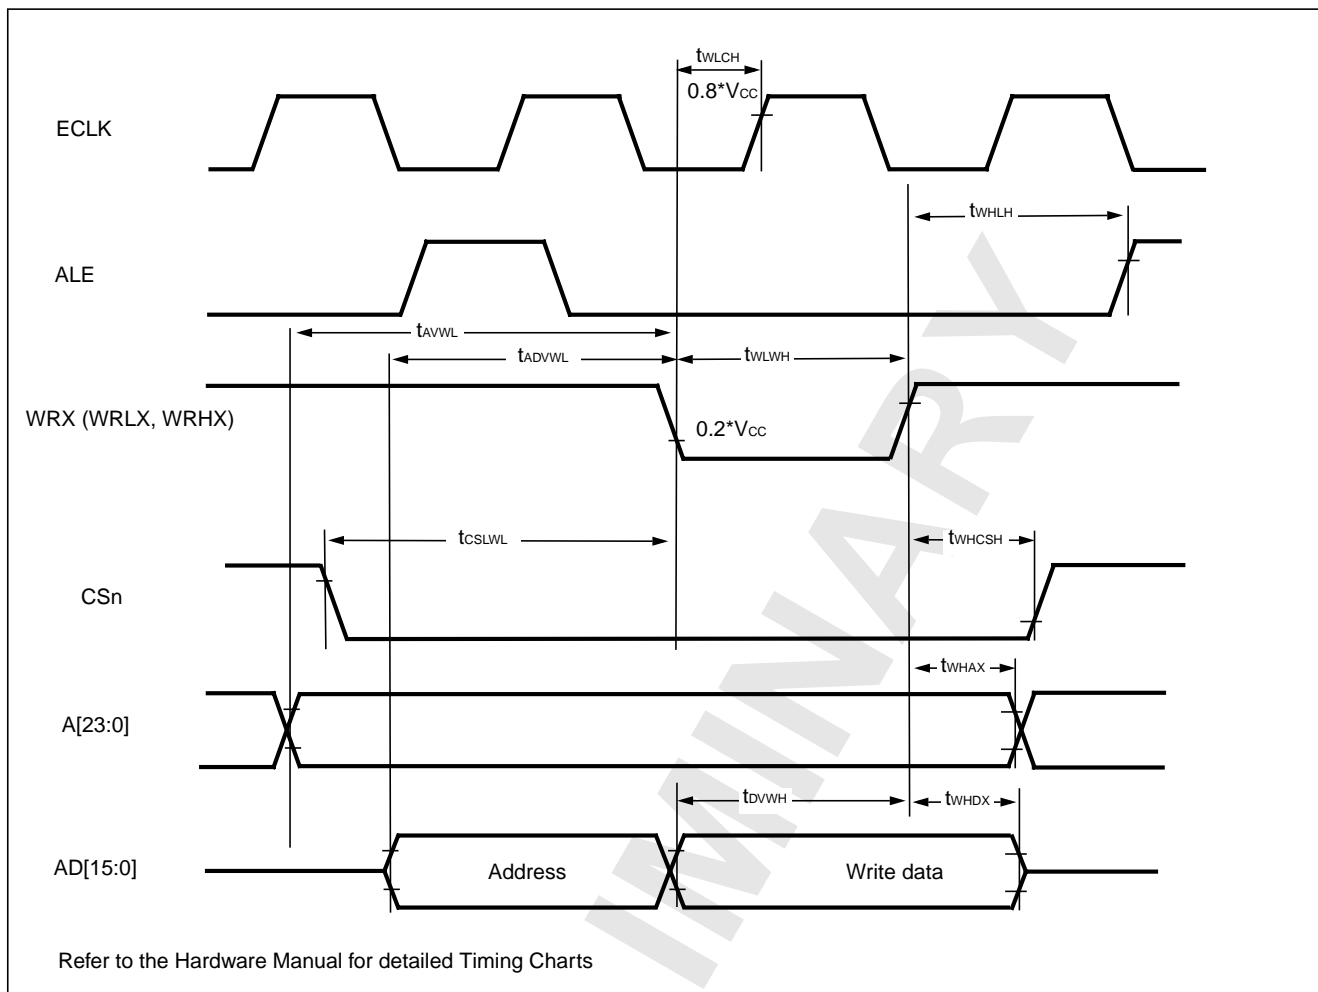 tWLCH
0.8*VCC
ECLK
tWHLH
ALE
tAVWL
tADVWL
tWLWH
WRX (WRLX, WRHX)
0.2*VCC
tCSLWL
tWHCSH
CSn
tWHAX
A[23:0]
tDVWH
tWHDX
AD[15:0]
Address
Write data
Refer to the Hardware Manual for detailed Timing Charts
IMINARY